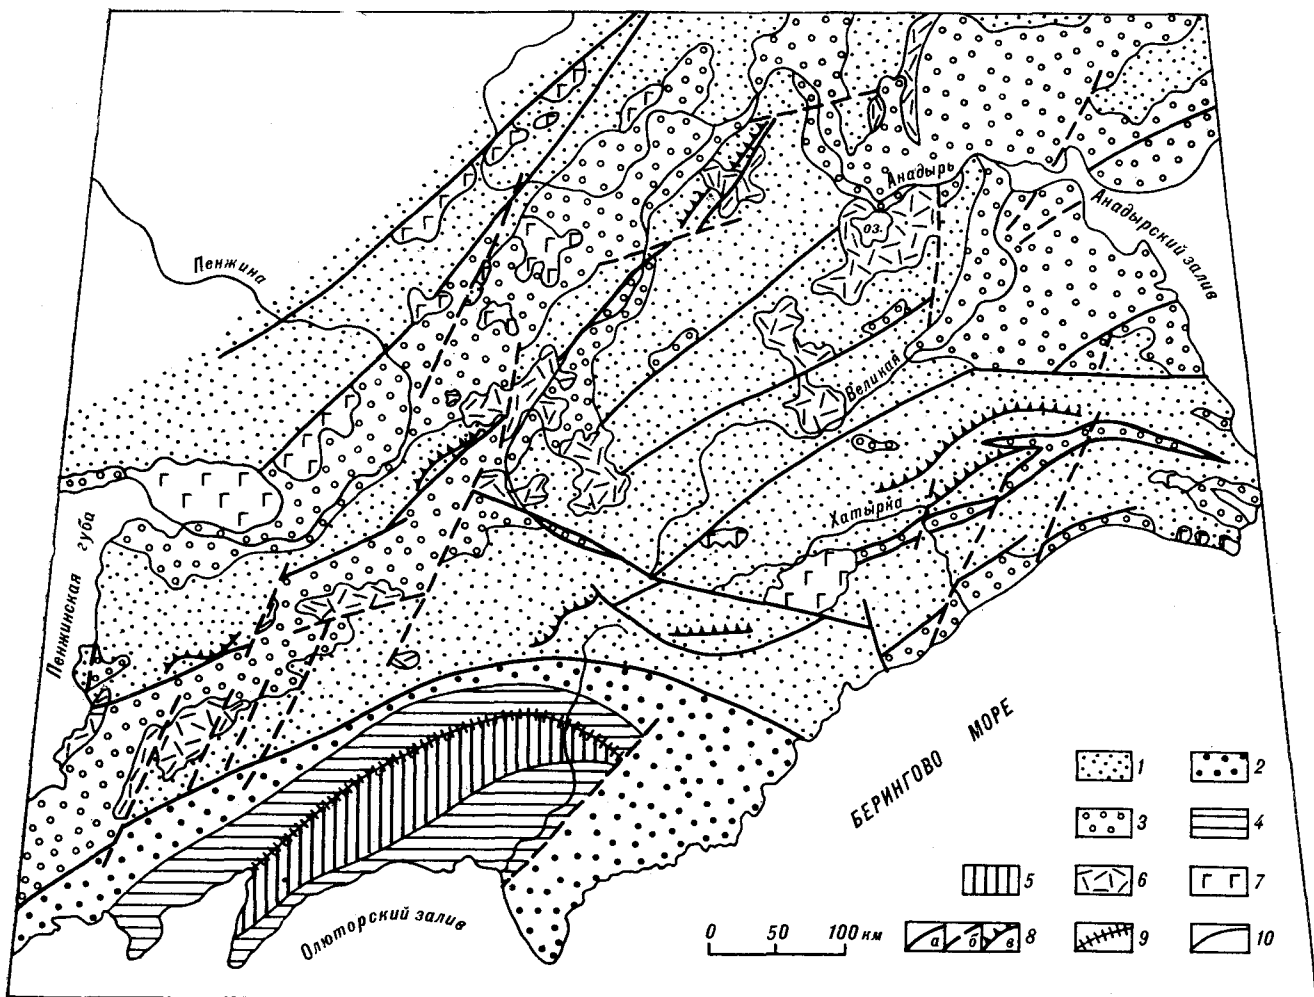 Анадырь
оз.
Анадырский залив
Пенжина
Великая
Хатырка
Пенжинская губа
БЕРИНГОВО МОРЕ
Олюторский залив
0 50 100 км
1
2
3
4
5
6
7
а б в 8
9
10